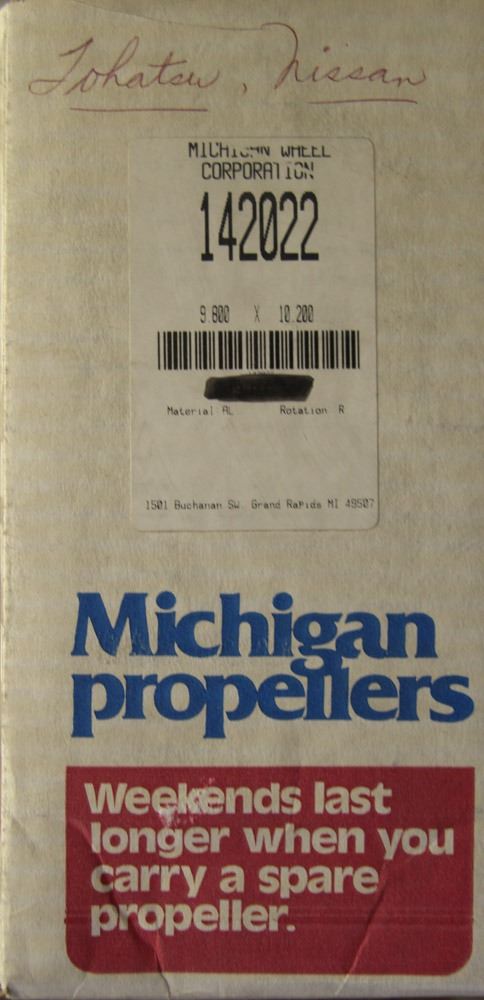 Tohatsu, Nissan
MICHIGAN WHEEL
CORPORATION
142022
9.800 X 10.200
Material AL Rotation R
1501 Buchanan SW. Grand Rapids MI 49507
Michigan
propellers
Weekends last
longer when you
carry a spare
propeller.